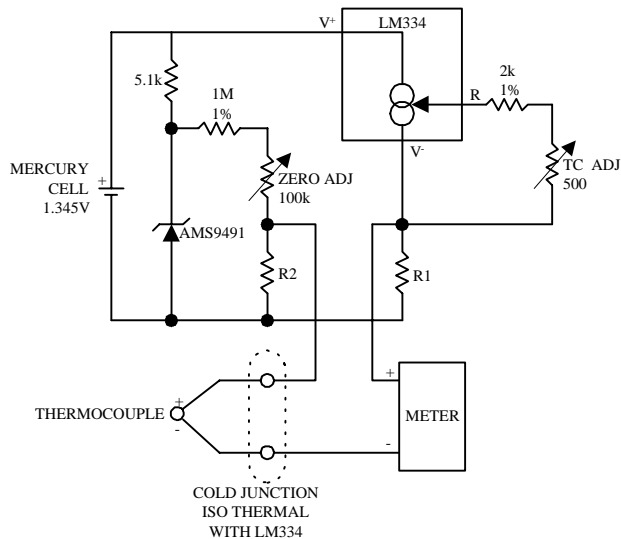 V+
LM334
5.1k
1M
1%
2k
1%
R
MERCURY
CELL
1.345V
+
ZERO ADJ
100k
V-
TC ADJ
500
AMS9491
R2
R1
+
METER
-
THERMOCOUPLE
+
-
COLD JUNCTION
ISO THERMAL
WITH LM334